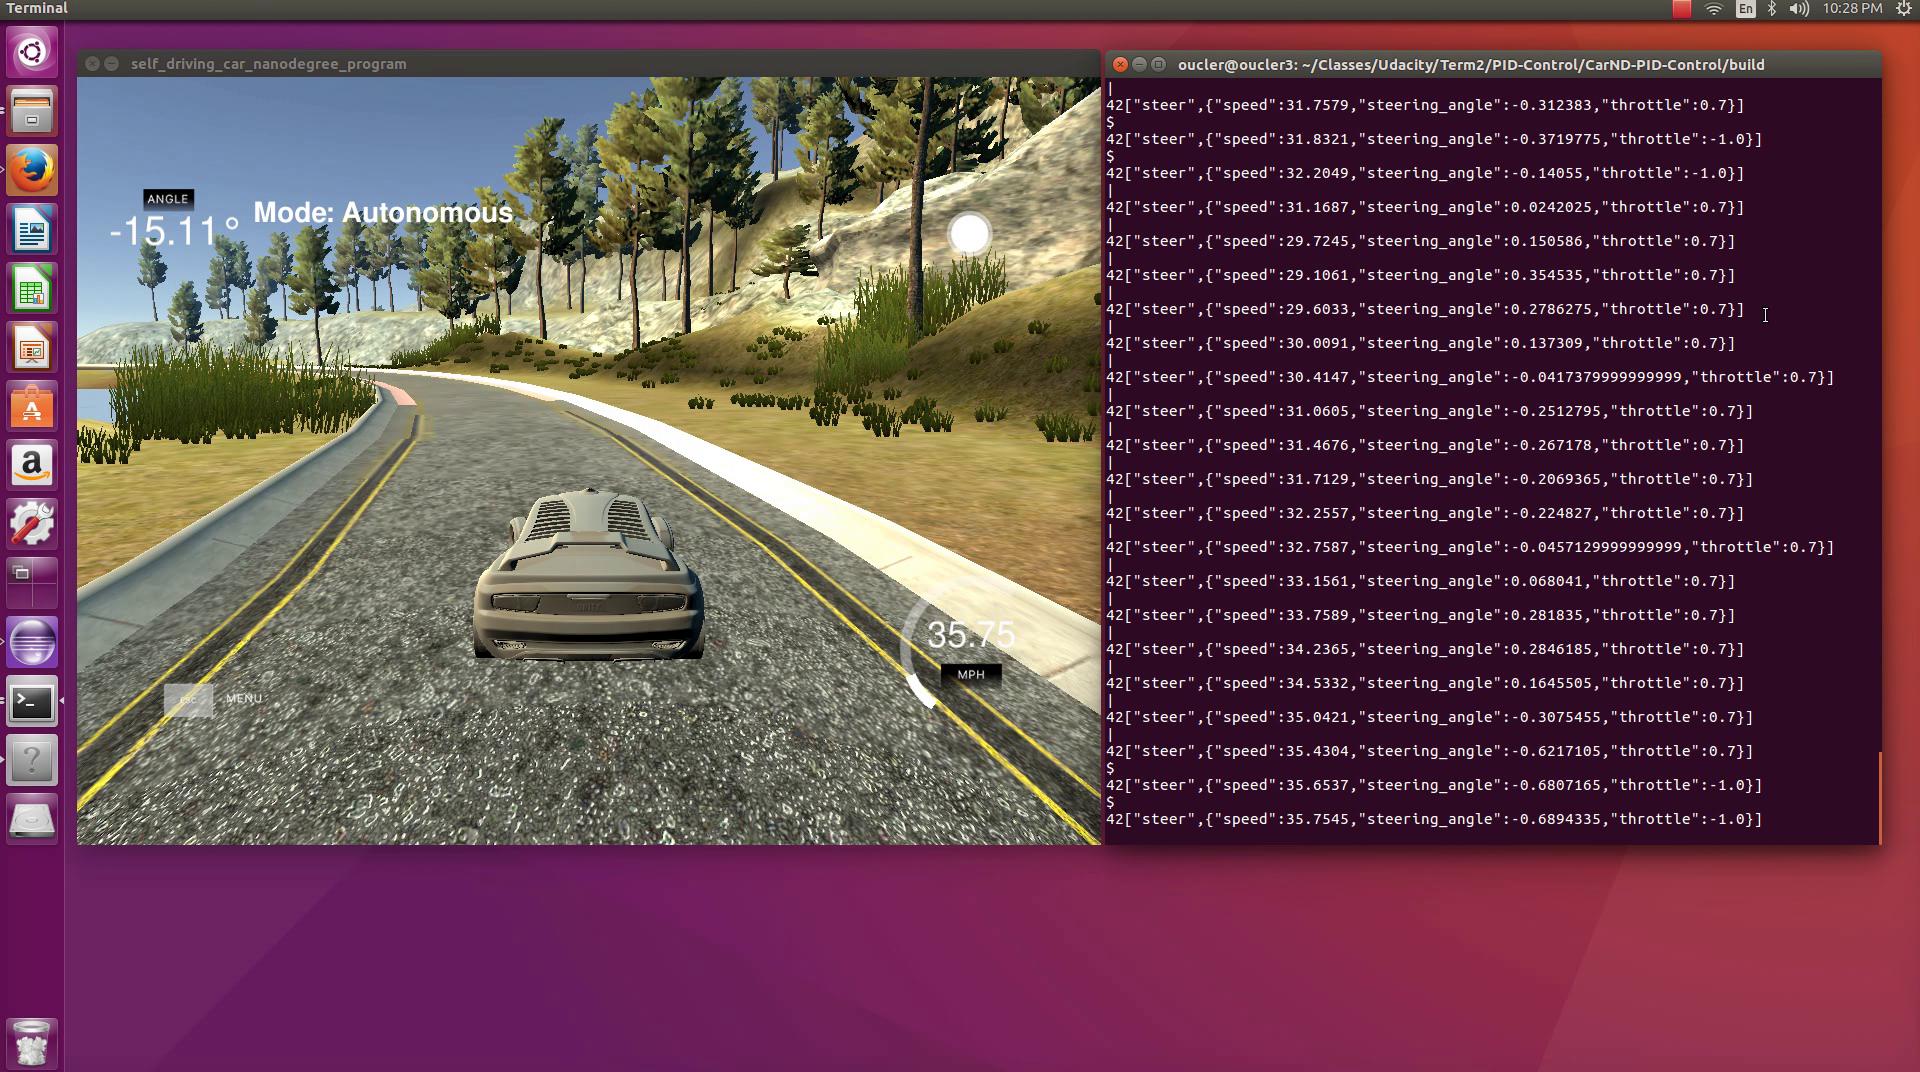 Terminal
En
10:28 PM
self_driving_car_nanodegree_program
ANGLE
-15.11°
Mode: Autonomous
35.75
MPH
ESC
MENU
oucler@oucler3: ~/Classes/Udacity/Term2/PID-Control/CarND-PID-Control/build
|
42["steer",{"speed":31.7579,"steering_angle":-0.312383,"throttle":0.7}]
$
42["steer",{"speed":31.8321,"steering_angle":-0.3719775,"throttle":-1.0}]
$
42["steer",{"speed":32.2049,"steering_angle":-0.14055,"throttle":-1.0}]
|
42["steer",{"speed":31.1687,"steering_angle":0.0242025,"throttle":0.7}]
|
42["steer",{"speed":29.7245,"steering_angle":0.150586,"throttle":0.7}]
|
42["steer",{"speed":29.1061,"steering_angle":0.354535,"throttle":0.7}]
|
42["steer",{"speed":29.6033,"steering_angle":0.2786275,"throttle":0.7}]
|
42["steer",{"speed":30.0091,"steering_angle":0.137309,"throttle":0.7}]
|
42["steer",{"speed":30.4147,"steering_angle":-0.0417379999999999,"throttle":0.7}]
|
42["steer",{"speed":31.0605,"steering_angle":-0.2512795,"throttle":0.7}]
|
42["steer",{"speed":31.4676,"steering_angle":-0.267178,"throttle":0.7}]
|
42["steer",{"speed":31.7129,"steering_angle":-0.2069365,"throttle":0.7}]
|
42["steer",{"speed":32.2557,"steering_angle":-0.224827,"throttle":0.7}]
|
42["steer",{"speed":32.7587,"steering_angle":-0.0457129999999999,"throttle":0.7}]
|
42["steer",{"speed":33.1561,"steering_angle":0.068041,"throttle":0.7}]
|
42["steer",{"speed":33.7589,"steering_angle":0.281835,"throttle":0.7}]
|
42["steer",{"speed":34.2365,"steering_angle":0.2846185,"throttle":0.7}]
|
42["steer",{"speed":34.5332,"steering_angle":0.1645505,"throttle":0.7}]
|
42["steer",{"speed":35.0421,"steering_angle":-0.3075455,"throttle":0.7}]
|
42["steer",{"speed":35.4304,"steering_angle":-0.6217105,"throttle":0.7}]
$
42["steer",{"speed":35.6537,"steering_angle":-0.6807165,"throttle":-1.0}]
$
42["steer",{"speed":35.7545,"steering_angle":-0.6894335,"throttle":-1.0}]